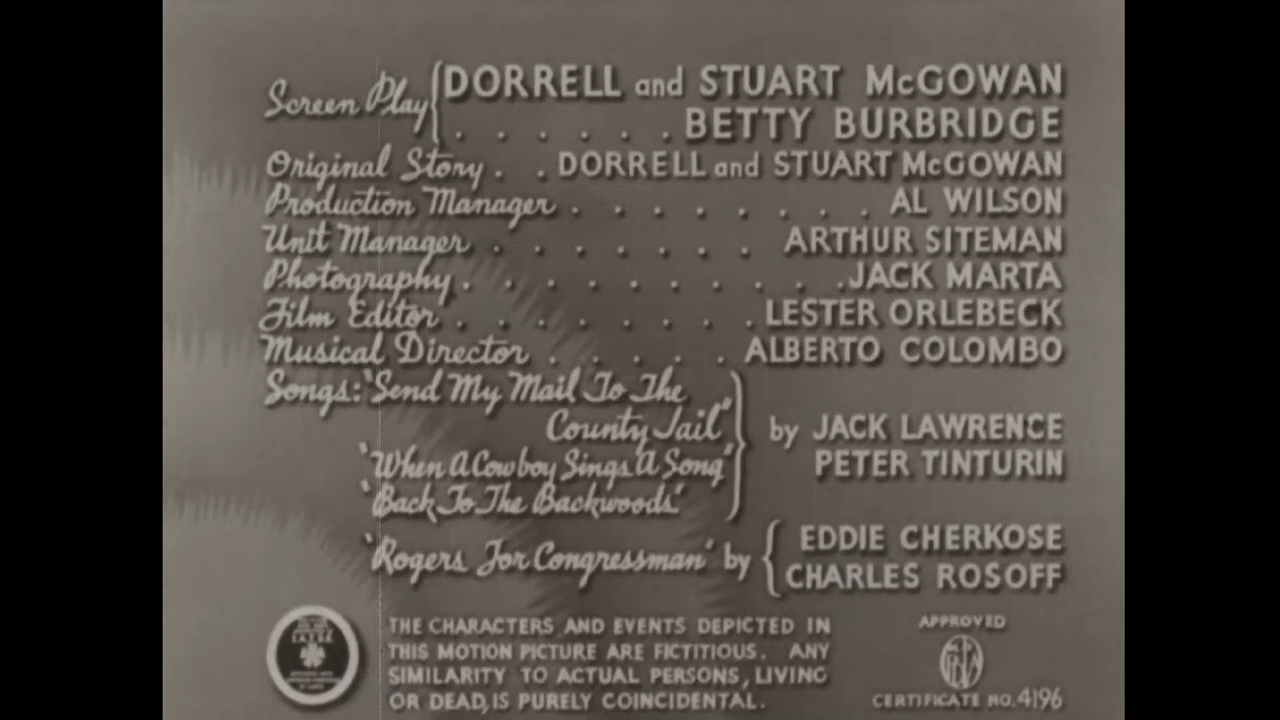 Screen Play { DORRELL and STUART McGOWAN
. . . . . . BETTY BURBRIDGE
Original Story . . DORRELL and STUART McGOWAN
Production Manager . . . . . . . . AL WILSON
Unit Manager . . . . . . . ARTHUR SITEMAN
Photography . . . . . . . . . . JACK MARTA
Film Editor . . . . . . . . LESTER ORLEBECK
Musical Director . . . . . ALBERTO COLOMBO
Songs: "Send My Mail To The
County Jail"
"When A Cowboy Sings A Song"
"Back To The Backwoods" } by JACK LAWRENCE
PETER TINTURIN
"Rogers For Congressman" by { EDDIE CHERKOSE
CHARLES ROSOFF
I.A.T.S.E.
THE CHARACTERS AND EVENTS DEPICTED IN
THIS MOTION PICTURE ARE FICTITIOUS. ANY
SIMILARITY TO ACTUAL PERSONS, LIVING
OR DEAD, IS PURELY COINCIDENTAL.
APPROVED
CERTIFICATE NO. 4196